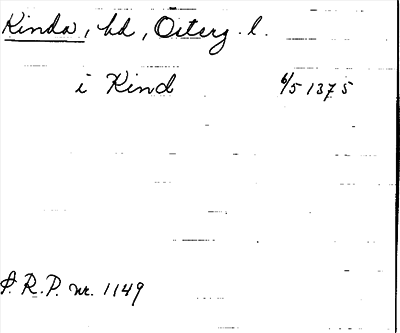 Kinda, hd, Österg. l.
i Kind 6/5 1375
S.R.P. nr. 1149